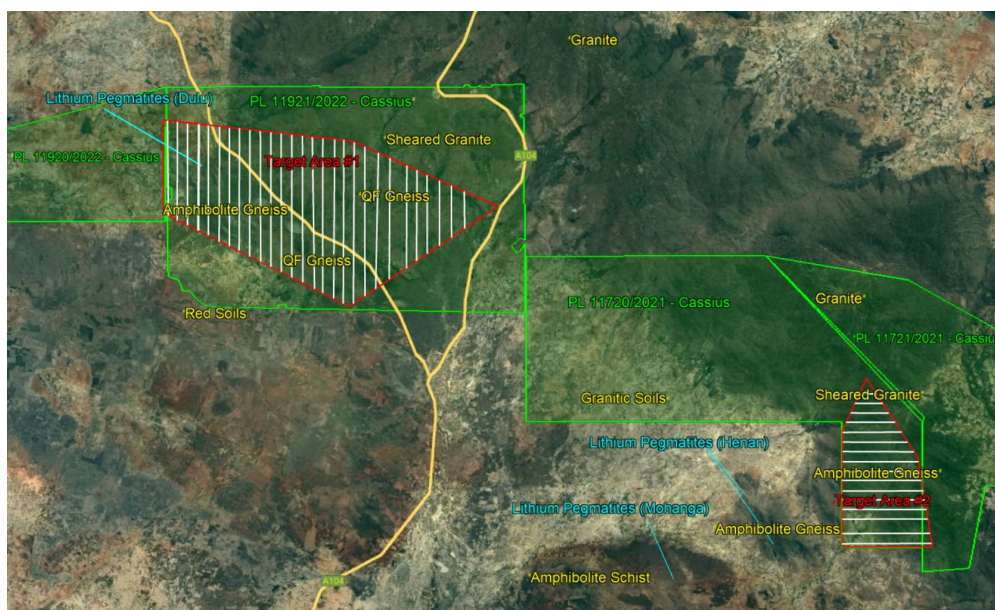 Granite
Lithium Pegmatites (Dulu)
PL 11921/2022 - Cassius
Sheared Granite
A104
PL 11920/2022 - Cassius
Target Area #1
QF Gneiss
Amphibolite Gneiss
QF Gneiss
Red Soils
PL 11720/2021 - Cassius
Granite
PL 11721/2021 - Cassiu
Granitic Soils
Sheared Granite
Lithium Pegmatites (Henan)
Amphibolite Gneiss
Target Area #2
Lithium Pegmatites (Mohanga)
Amphibolite Gneiss
Amphibolite Schist
A104